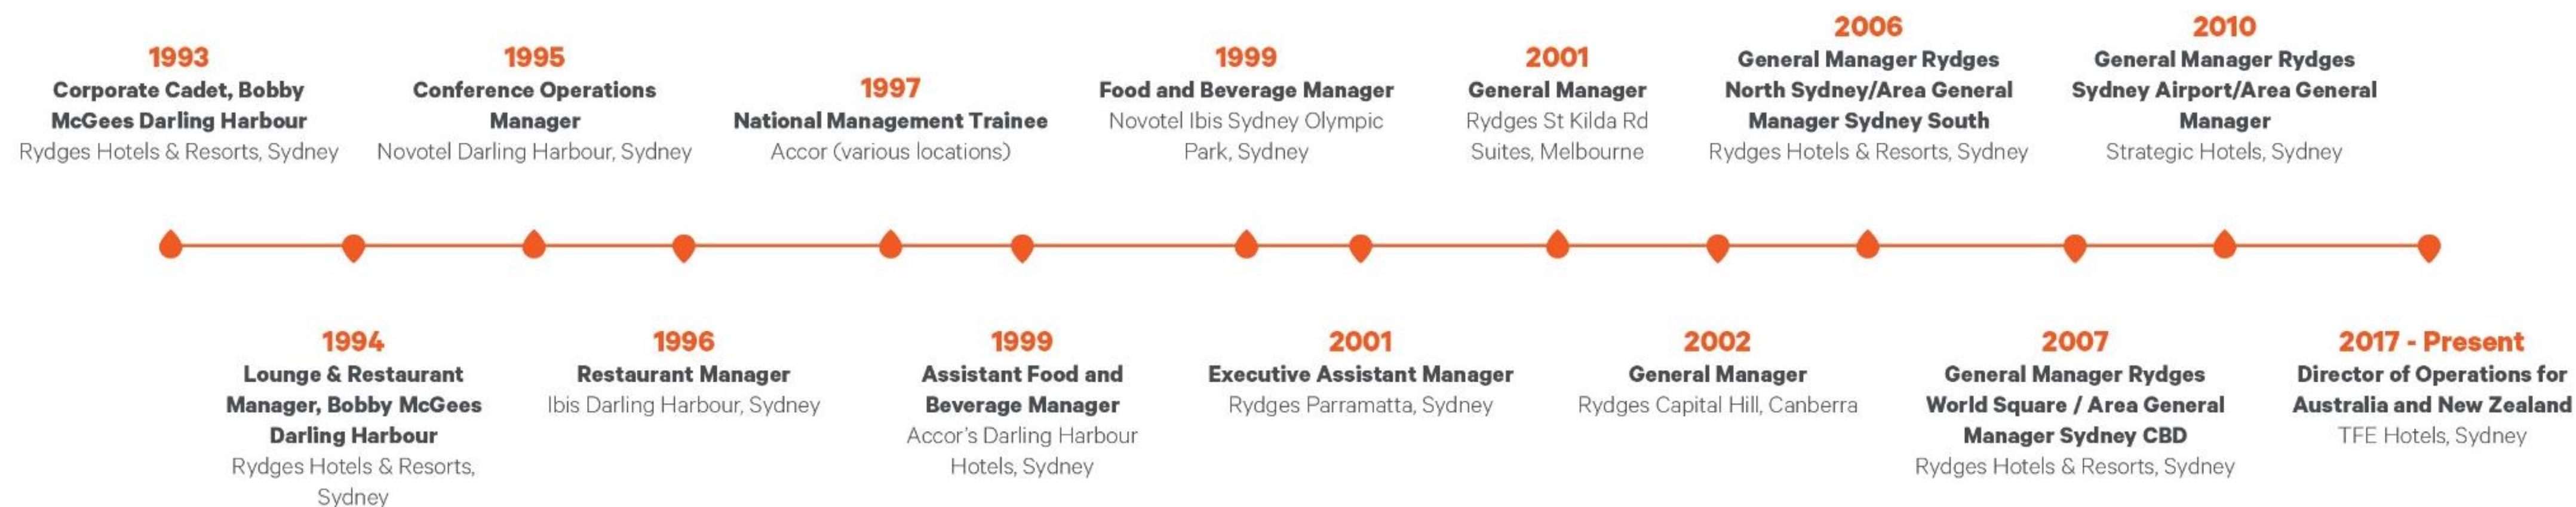 1993
Corporate Cadet, Bobby
McGees Darling Harbour
Rydges Hotels & Resorts, Sydney
1994
Lounge & Restaurant
Manager, Bobby McGees
Darling Harbour
Rydges Hotels & Resorts,
Sydney
1995
Conference Operations
Manager
Novotel Darling Harbour, Sydney
1996
Restaurant Manager
Ibis Darling Harbour, Sydney
1997
National Management Trainee
Accor (various locations)
1999
Assistant Food and
Beverage Manager
Accor's Darling Harbour
Hotels, Sydney
1999
Food and Beverage Manager
Novotel Ibis Sydney Olympic
Park, Sydney
2001
Executive Assistant Manager
Rydges Parramatta, Sydney
2001
General Manager
Rydges St Kilda Rd
Suites, Melbourne
2002
General Manager
Rydges Capital Hill, Canberra
2006
General Manager Rydges
North Sydney/Area General
Manager Sydney South
Rydges Hotels & Resorts, Sydney
2007
General Manager Rydges
World Square / Area General
Manager Sydney CBD
Rydges Hotels & Resorts, Sydney
2010
General Manager Rydges
Sydney Airport/Area General
Manager
Strategic Hotels, Sydney
2017 - Present
Director of Operations for
Australia and New Zealand
TFE Hotels, Sydney